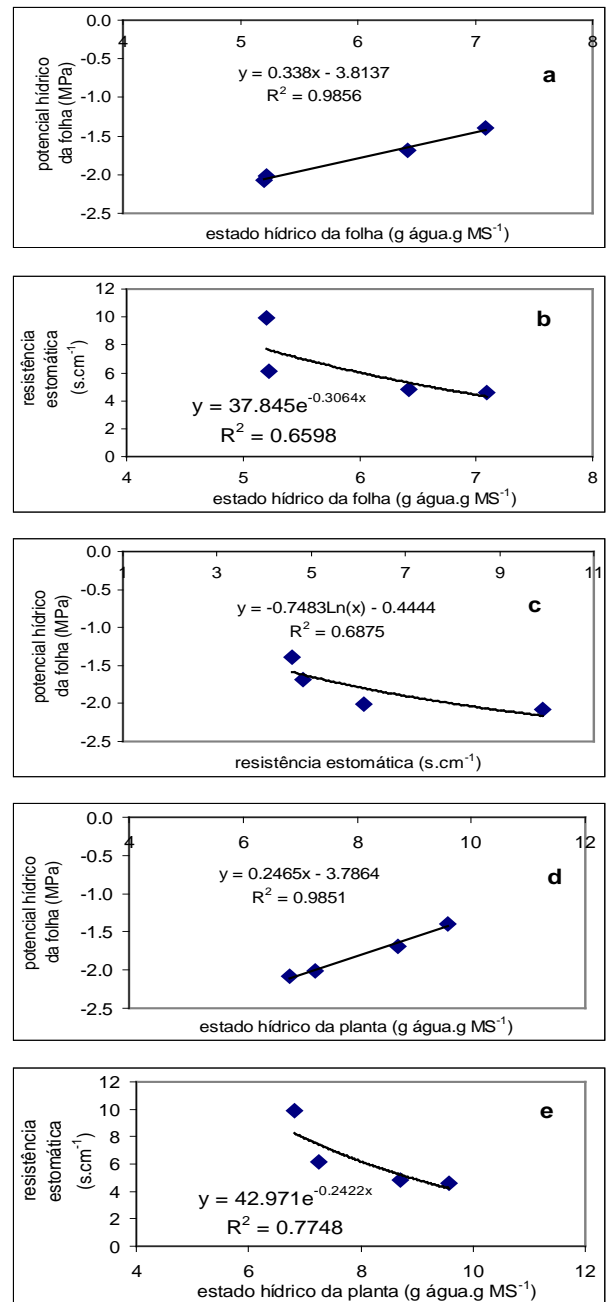 0.0
-0.5
-1.0
-1.5
-2.0
-2.5
4 5 6 7 8
potencial hídrico
da folha (MPa)
y = 0.338x - 3.8137
R² = 0.9856
a
estado hídrico da folha (g água.g MS⁻¹)
12
10
8
6
4
2
0
resistência
estomática
(s.cm⁻¹)
b
y = 37.845e⁻⁰·³⁰⁶⁴ˣ
R² = 0.6598
4 5 6 7 8
estado hídrico da folha (g água.g MS⁻¹)
0.0
-0.5
-1.0
-1.5
-2.0
-2.5
1 3 5 7 9 11
potencial hídrico
da folha (MPa)
y = -0.7483Ln(x) - 0.4444
R² = 0.6875
c
resistência estomática (s.cm⁻¹)
0.0
-0.5
-1.0
-1.5
-2.0
-2.5
4 6 8 10 12
potencial hídrico
da folha (MPa)
y = 0.2465x - 3.7864
R² = 0.9851
d
estado hídrico da planta (g água.g MS⁻¹)
12
10
8
6
4
2
0
resistência
estomática
(s.cm⁻¹)
e
y = 42.971e⁻⁰·²⁴²²ˣ
R² = 0.7748
4 6 8 10 12
estado hídrico da planta (g água.g MS⁻¹)